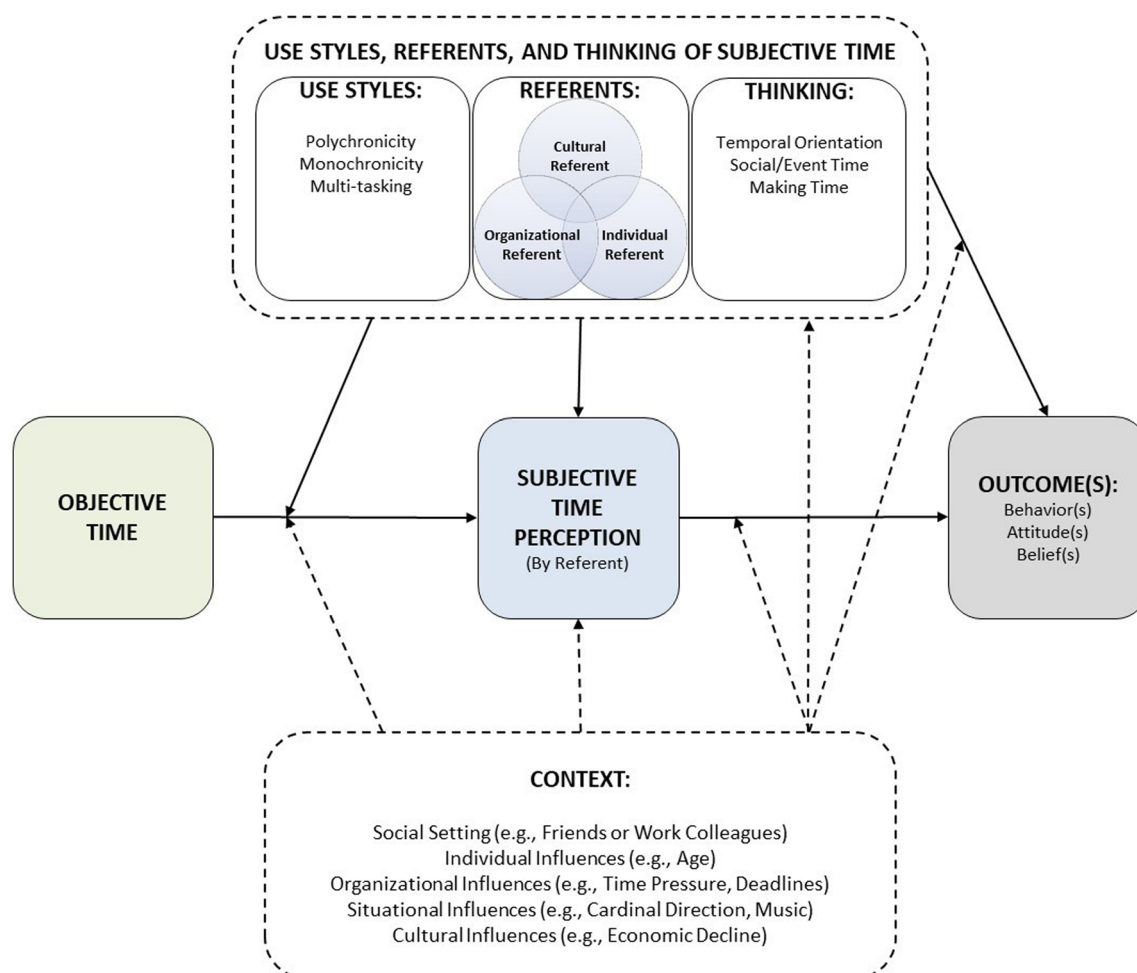 USE STYLES, REFERENTS, AND THINKING OF SUBJECTIVE TIME
USE STYLES:
Polychronicity
Monochronicity
Multi-tasking
REFERENTS:
Cultural
Referent
Organizational
Referent
Individual
Referent
THINKING:
Temporal Orientation
Social/Event Time
Making Time
OBJECTIVE
TIME
SUBJECTIVE
TIME
PERCEPTION
(By Referent)
OUTCOME(S):
Behavior(s)
Attitude(s)
Belief(s)
CONTEXT:
Social Setting (e.g., Friends or Work Colleagues)
Individual Influences (e.g., Age)
Organizational Influences (e.g., Time Pressure, Deadlines)
Situational Influences (e.g., Cardinal Direction, Music)
Cultural Influences (e.g., Economic Decline)